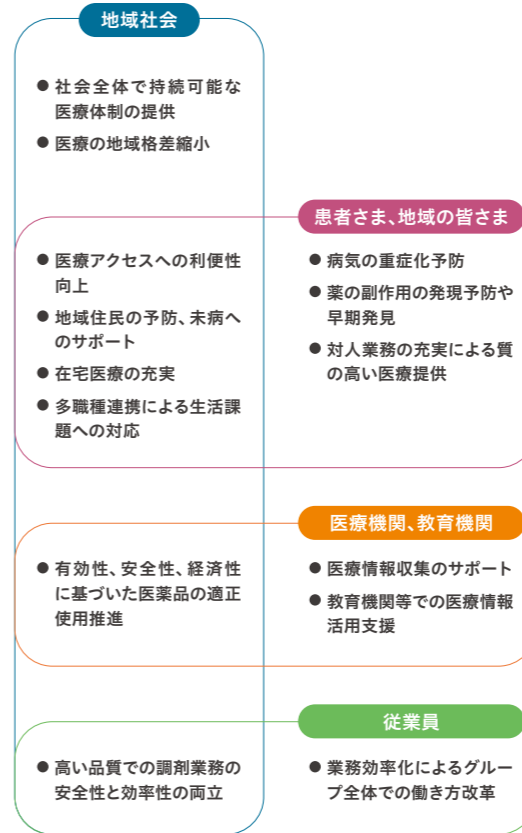 地域社会
● 社会全体で持続可能な
医療体制の提供
● 医療の地域格差縮小
患者さま、地域の皆さま
● 医療アクセスへの利便性
向上
● 地域住民の予防、未病へ
のサポート
● 在宅医療の充実
● 多職種連携による生活課
題への対応
● 病気の重症化予防
● 薬の副作用の発現予防や
早期発見
● 対人業務の充実による質
の高い医療提供
医療機関、教育機関
● 有効性、安全性、経済性
に基づいた医薬品の適正
使用推進
● 医療情報収集のサポート
● 教育機関等での医療情報
活用支援
従業員
● 高い品質での調剤業務の
安全性と効率性の両立
● 業務効率化によるグルー
プ全体での働き方改革